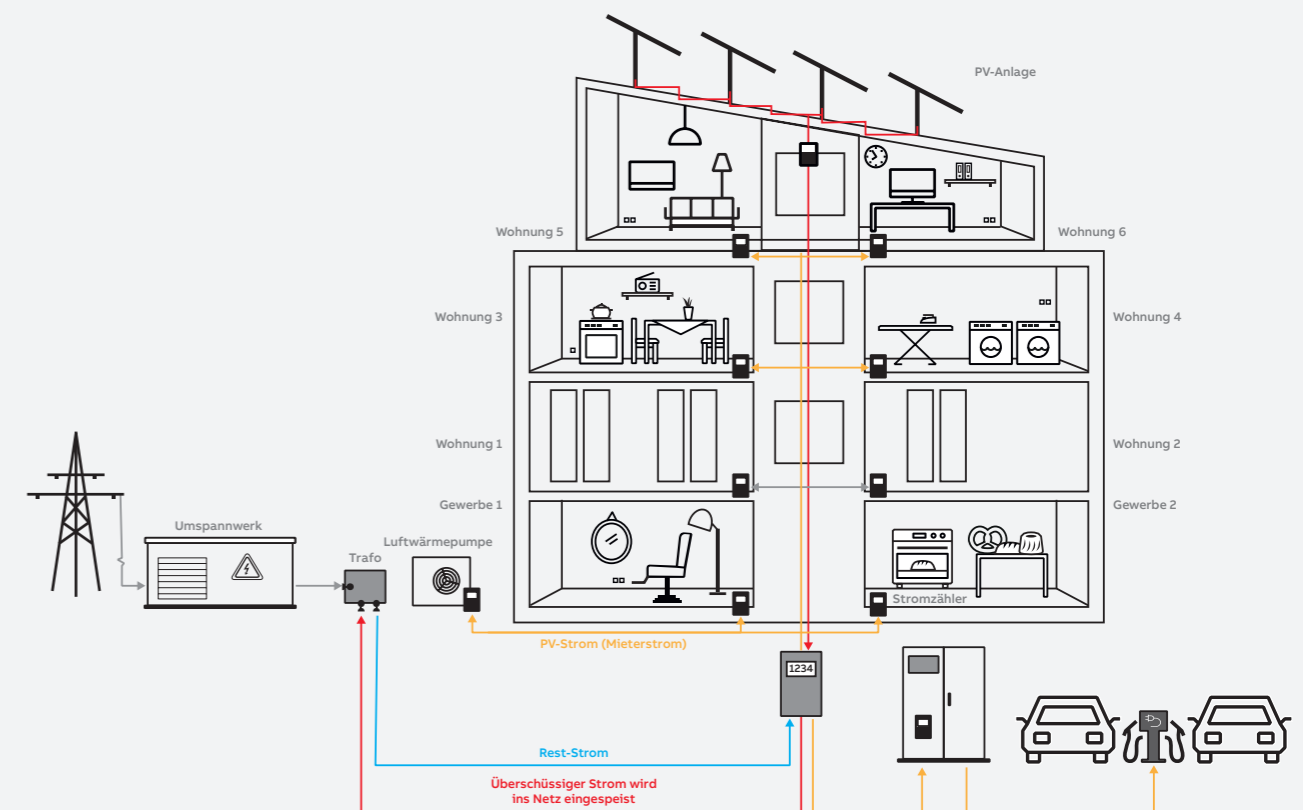 PV-Anlage
Wohnung 5
Wohnung 6
Wohnung 3
Wohnung 4
Wohnung 1
Wohnung 2
Gewerbe 1
Gewerbe 2
Umspannwerk
Trafo
Luftwärmepumpe
Stromzähler
PV-Strom (Mieterstrom)
1234
Rest-Strom
Überschüssiger Strom wird
ins Netz eingespeist